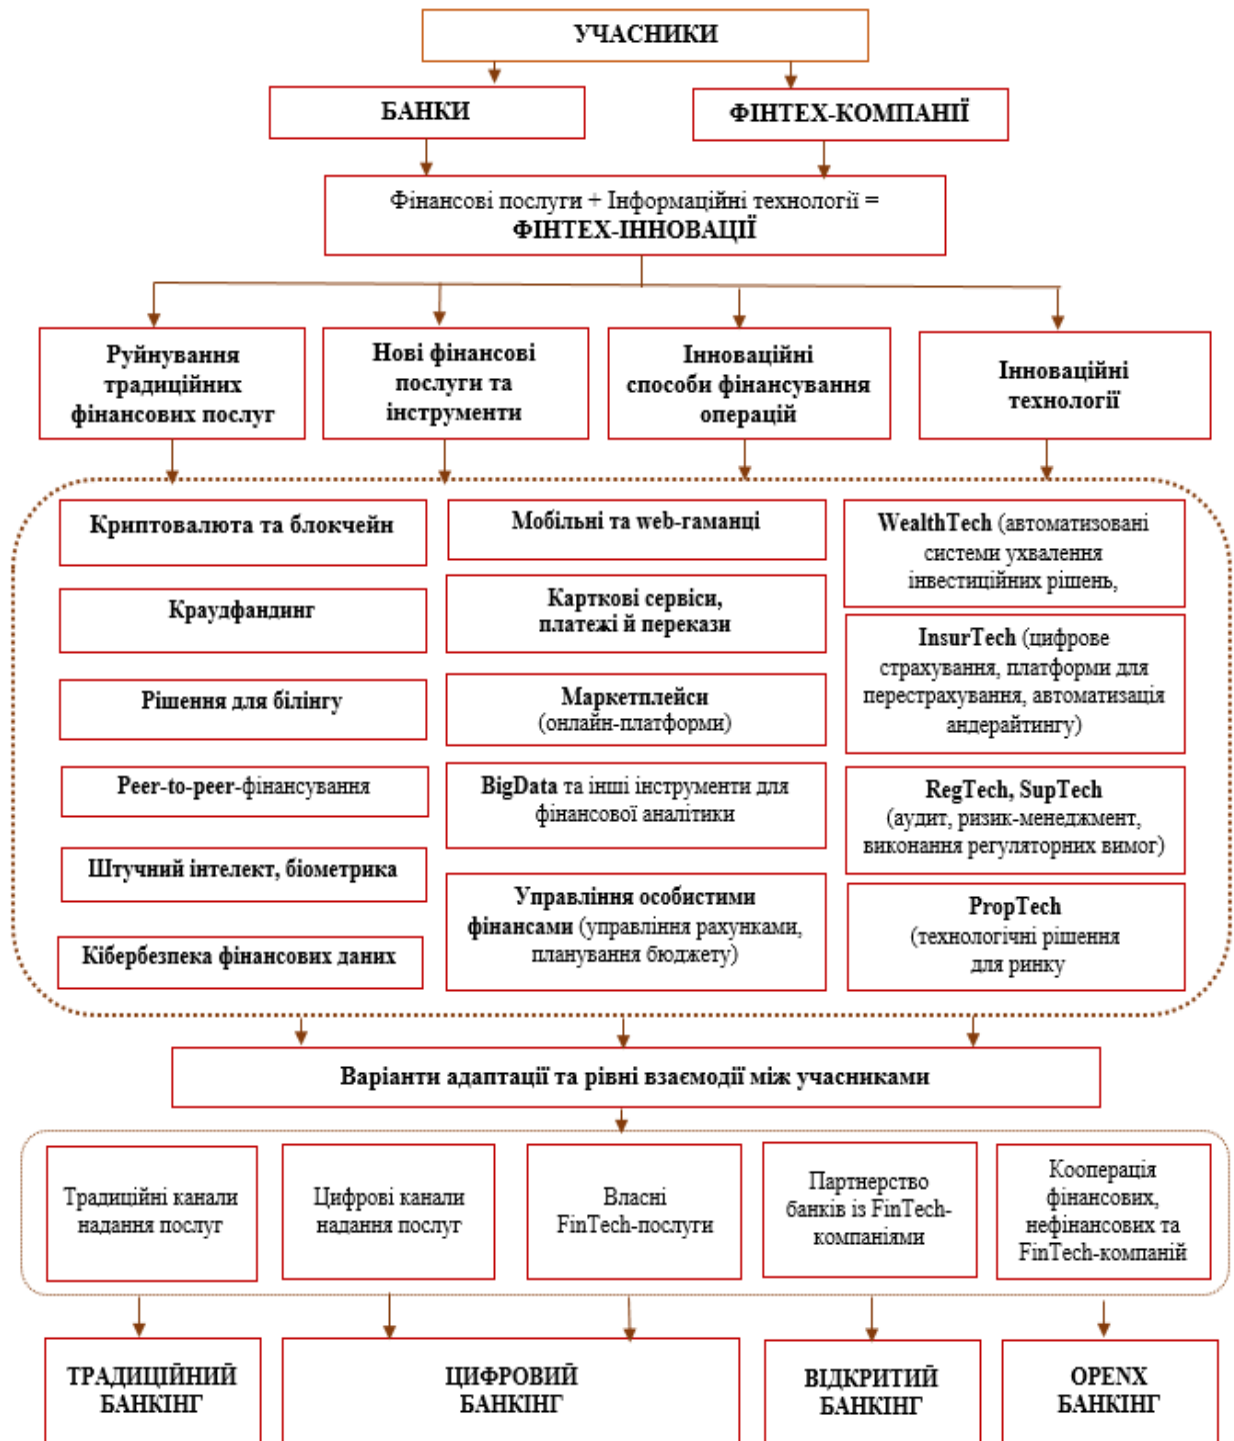 УЧАСНИКИ
БАНКИ
ФІНТЕХ-КОМПАНІЇ
Фінансові послуги + Інформаційні технології =
ФІНТЕХ-ІННОВАЦІЇ
Руйнування
традиційних
фінансових послуг
Нові фінансові
послуги та
інструменти
Інноваційні
способи фінансування
операцій
Інноваційні
технології
Криптовалюта та блокчейн
Краудфандинг
Рішення для білінгу
Peer-to-peer-фінансування
Штучний інтелект, біометрика
Кібербезпека фінансових даних
Мобільні та web-гаманці
Карткові сервіси,
платежі й перекази
Маркетплейси
(онлайн-платформи)
BigData та інші інструменти для
фінансової аналітики
Управління особистими
фінансами (управління рахунками,
планування бюджету)
WealthTech (автоматизовані
системи ухвалення
інвестиційних рішень,
InsurTech (цифрове
страхування, платформи для
перестрахування, автоматизація
андерайтингу)
RegTech, SupTech
(аудит, ризик-менеджмент,
виконання регуляторних вимог)
PropTech
(технологічні рішення
для ринку
Варіанти адаптації та рівні взаємодії між учасниками
Традиційні канали
надання послуг
Цифрові канали
надання послуг
Власні
FinTech-послуги
Партнерство
банків із FinTech-
компаніями
Кооперація
фінансових,
нефінансових та
FinTech-компаній
ТРАДИЦІЙНИЙ
БАНКІНГ
ЦИФРОВИЙ
БАНКІНГ
ВІДКРИТИЙ
БАНКІНГ
OPENX
БАНКІНГ